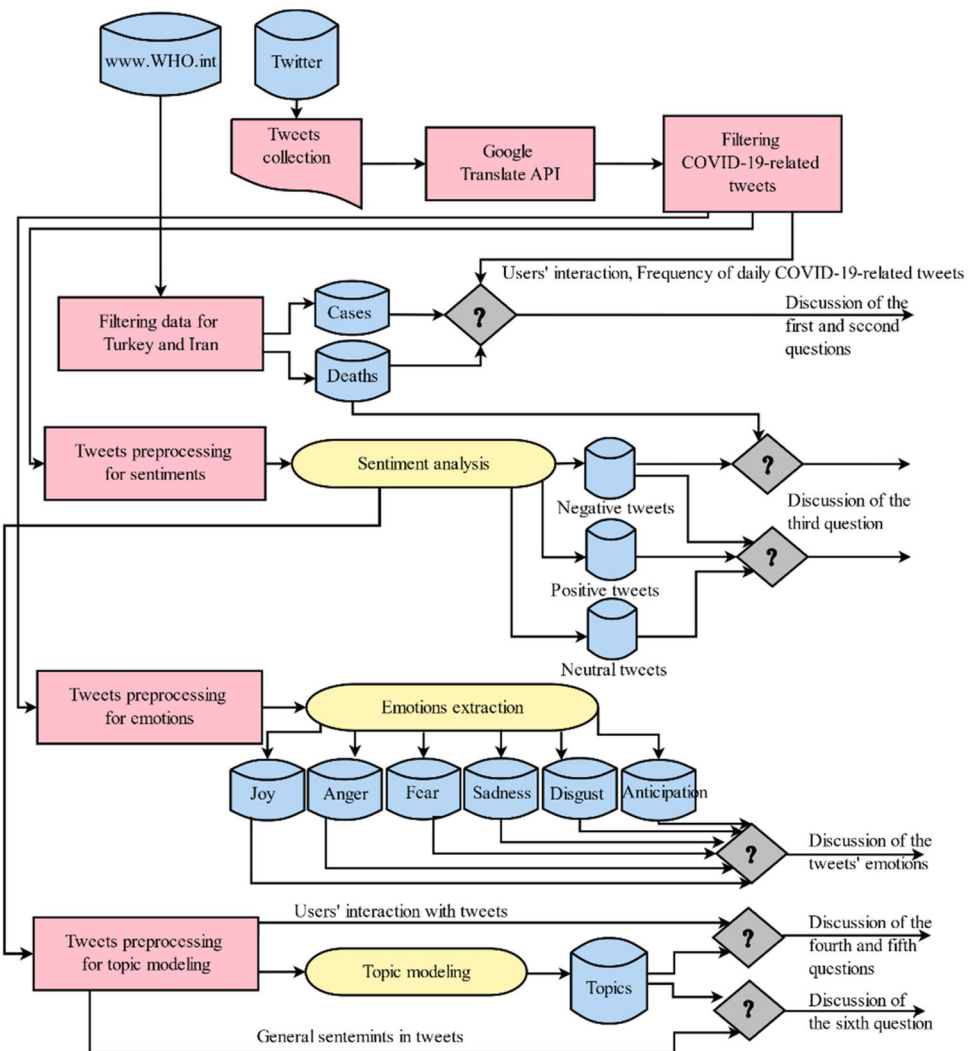 www.WHO.int
Twitter
Tweets
collection
Google
Translate API
Filtering
COVID-19-related
tweets
Users' interaction, Frequency of daily COVID-19-related tweets
Filtering data for
Turkey and Iran
Cases
Deaths
?
Discussion of the
first and second
questions
Tweets preprocessing
for sentiments
Sentiment analysis
Negative tweets
Positive tweets
Neutral tweets
?
?
Discussion of the
third question
Tweets preprocessing
for emotions
Emotions extraction
Joy
Anger
Fear
Sadness
Disgust
Anticipation
?
Discussion of the
tweets' emotions
Tweets preprocessing
for topic modeling
Users' interaction with tweets
Topic modeling
Topics
?
Discussion of the
fourth and fifth
questions
General sentemints in tweets
?
Discussion of
the sixth question